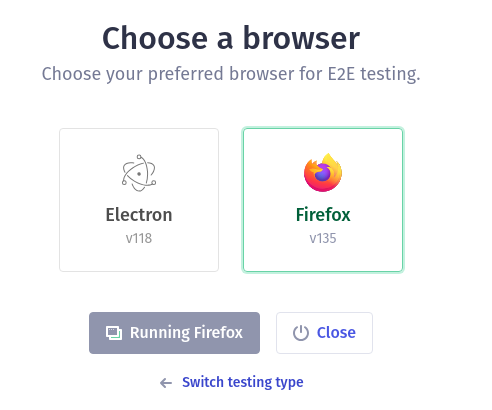 Choose a browser
Choose your preferred browser for E2E testing.
Electron
v118
Firefox
v135
Running Firefox
Close
Switch testing type